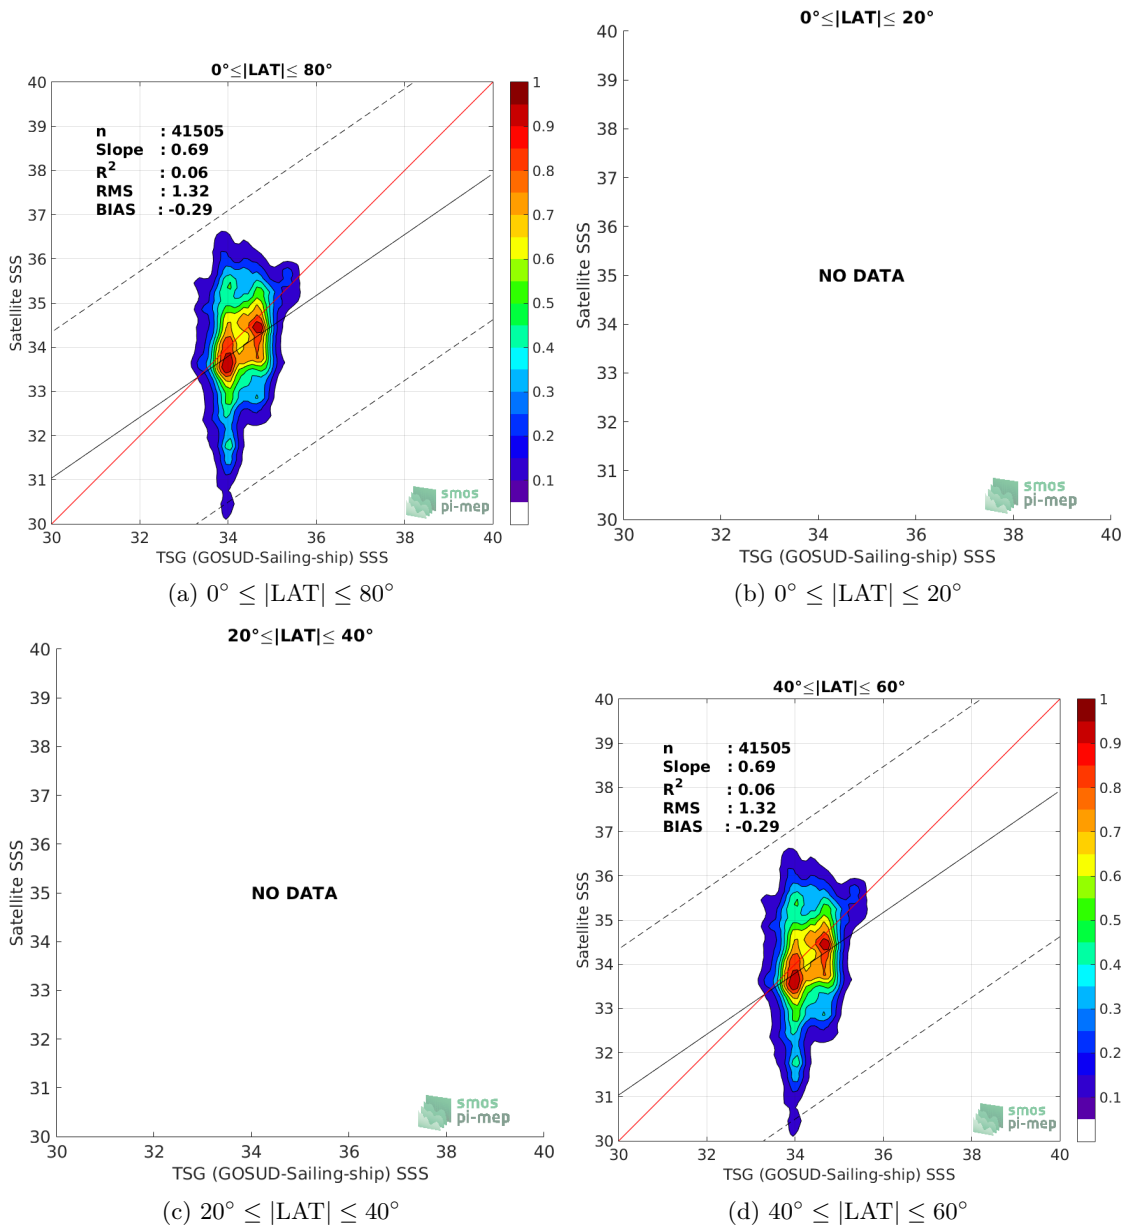 0°≤|LAT|≤ 80°
40
39
38
37
36
35
34
33
32
31
30
30 32 34 36 38 40
Satellite SSS
TSG (GOSUD-Sailing-ship) SSS
n : 41505
Slope : 0.69
R² : 0.06
RMS : 1.32
BIAS : -0.29
smos
pi-mep
1
0.9
0.8
0.7
0.6
0.5
0.4
0.3
0.2
0.1
(a) 0° ≤ |LAT| ≤ 80°
0°≤|LAT|≤ 20°
40
39
38
37
36
35
34
33
32
31
30
30 32 34 36 38 40
Satellite SSS
NO DATA
smos
pi-mep
TSG (GOSUD-Sailing-ship) SSS
(b) 0° ≤ |LAT| ≤ 20°
20°≤|LAT|≤ 40°
40
39
38
37
36
35
34
33
32
31
30
30 32 34 36 38 40
Satellite SSS
NO DATA
smos
pi-mep
TSG (GOSUD-Sailing-ship) SSS
(c) 20° ≤ |LAT| ≤ 40°
40°≤|LAT|≤ 60°
40
39
38
37
36
35
34
33
32
31
30
30 32 34 36 38 40
Satellite SSS
TSG (GOSUD-Sailing-ship) SSS
n : 41505
Slope : 0.69
R² : 0.06
RMS : 1.32
BIAS : -0.29
smos
pi-mep
1
0.9
0.8
0.7
0.6
0.5
0.4
0.3
0.2
0.1
(d) 40° ≤ |LAT| ≤ 60°